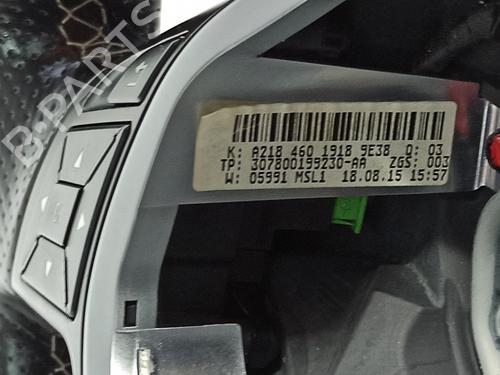 B-PARTS
K: A218 460 1918 9E38 Q: 03
TP: 307800199230-AA ZGS: 003
W: 05991 MSL1 18.08.15 15:57